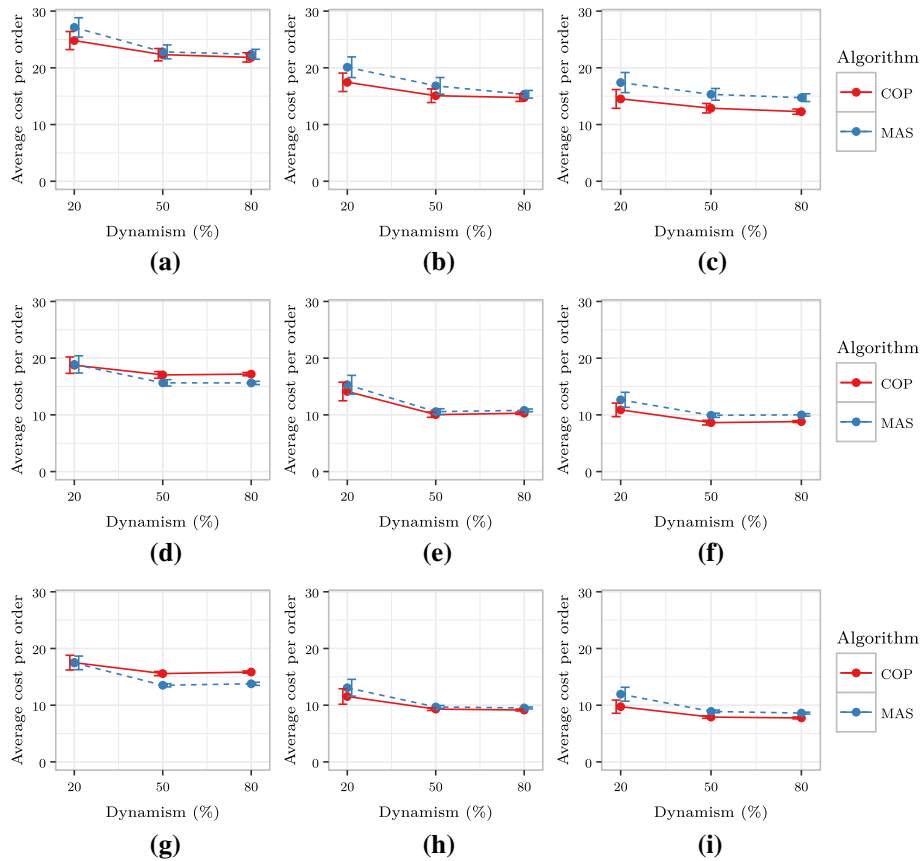 30
20
10
0
Average cost per order
20 50 80
Dynamism (%)
(a)
30
20
10
0
Average cost per order
20 50 80
Dynamism (%)
(b)
30
20
10
0
Average cost per order
20 50 80
Dynamism (%)
(c)
Algorithm
COP
MAS
30
20
10
0
Average cost per order
20 50 80
Dynamism (%)
(d)
30
20
10
0
Average cost per order
20 50 80
Dynamism (%)
(e)
30
20
10
0
Average cost per order
20 50 80
Dynamism (%)
(f)
Algorithm
COP
MAS
30
20
10
0
Average cost per order
20 50 80
Dynamism (%)
(g)
30
20
10
0
Average cost per order
20 50 80
Dynamism (%)
(h)
30
20
10
0
Average cost per order
20 50 80
Dynamism (%)
(i)
Algorithm
COP
MAS